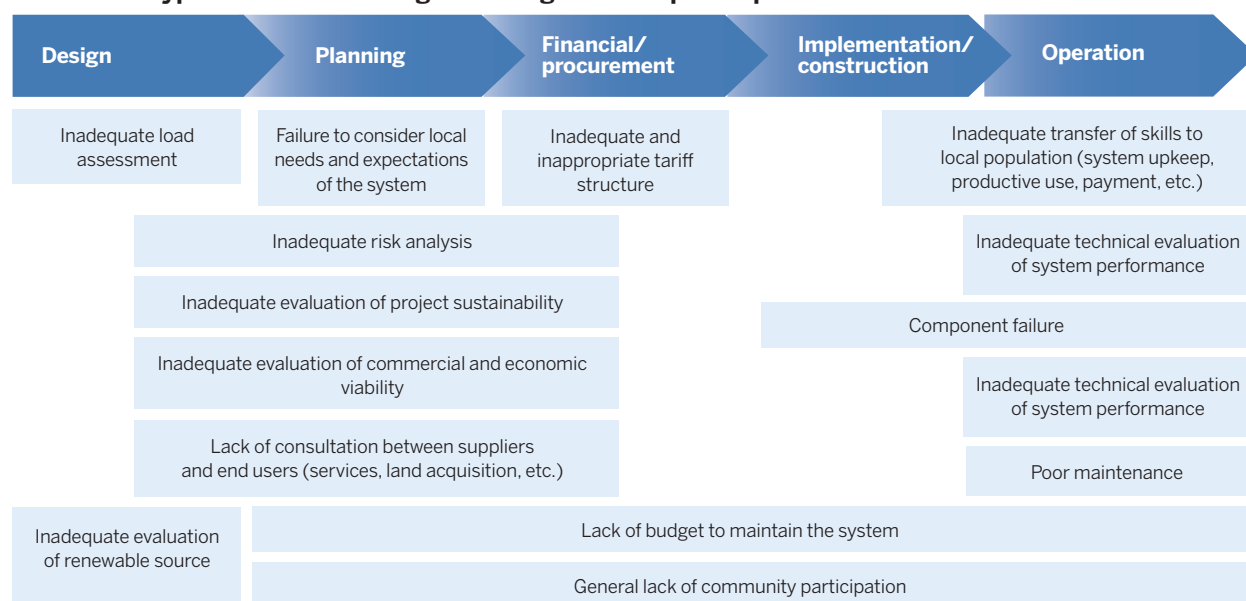 Design
Planning
Financial/
procurement
Implementation/
construction
Operation
Inadequate load
assessment
Failure to consider local
needs and expectations
of the system
Inadequate and
inappropriate tariff
structure
Inadequate transfer of skills to
local population (system upkeep,
productive use, payment, etc.)
Inadequate risk analysis
Inadequate technical evaluation
of system performance
Inadequate evaluation of project sustainability
Component failure
Inadequate evaluation of commercial and economic
viability
Inadequate technical evaluation
of system performance
Lack of consultation between suppliers
and end users (services, land acquisition, etc.)
Poor maintenance
Inadequate evaluation
of renewable source
Lack of budget to maintain the system
General lack of community participation